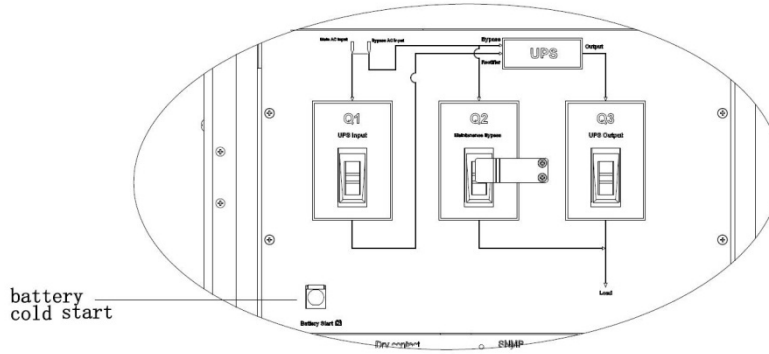 Main AC Input
Bypass AC Input
Bypass
Rectifier
UPS
Output
Q1
UPS Input
Q2
Maintenance Bypass
Q3
UPS Output
battery
cold start
Load
Battery Start
Dry contact
SNMP